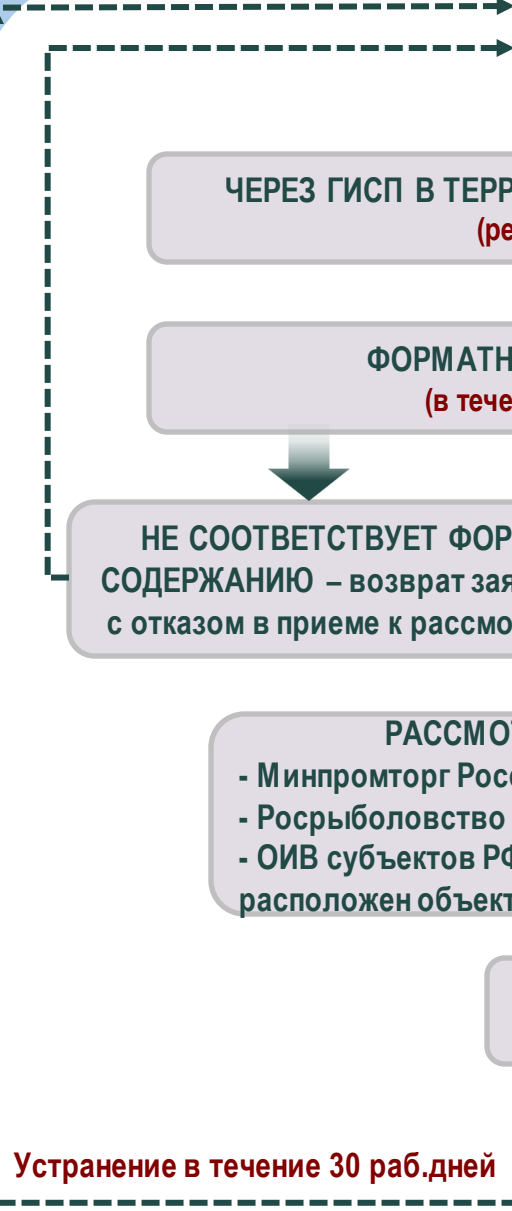 ЧЕРЕЗ ГИСП В ТЕРР
(ре
ФОРМАТН
(в тече
НЕ СООТВЕТСТВУЕТ ФОР
СОДЕРЖАНИЮ – возврат зая
с отказом в приеме к рассмо
РАССМОТ
- Минпромторг Росс
- Росрыболовство
- ОИВ субъектов РФ
расположен объект
Устранение в течение 30 раб.дней